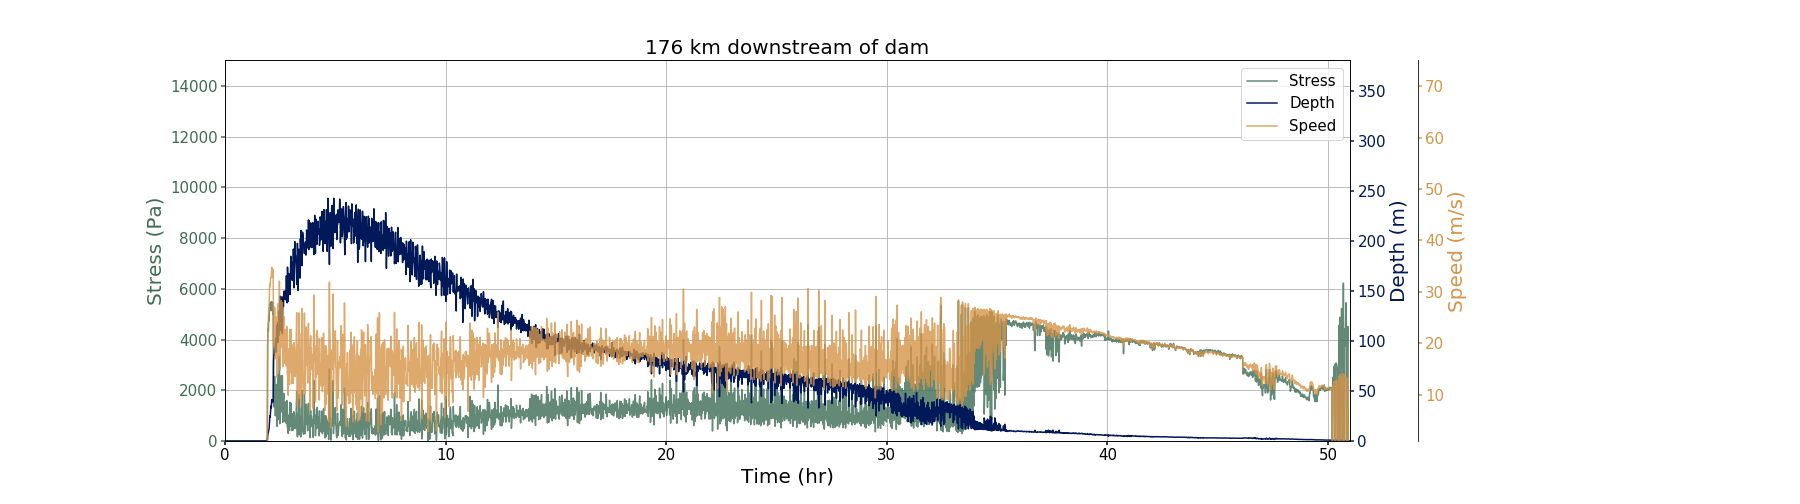 176 km downstream of dam
Stress
Depth
Speed
Stress (Pa)
14000
12000
10000
8000
6000
4000
2000
0
350
300
250
200
150
100
50
0
Depth (m)
70
60
50
40
30
20
10
Speed (m/s)
0 10 20 30 40 50
Time (hr)